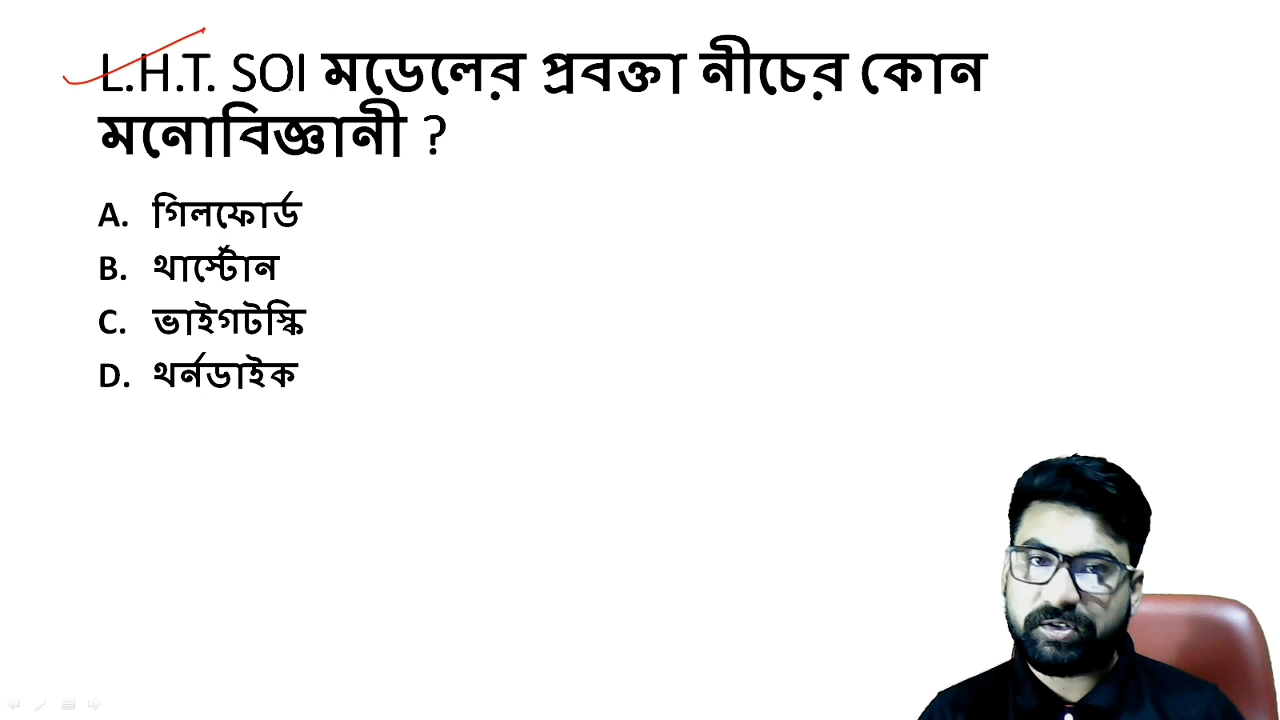 L.H.T. SOI মডেলের প্রবক্তা নীচের কোন
মনোবিজ্ঞানী ?
A. গিলফোর্ড
B. থার্স্টোন
C. ভাইগটস্কি
D. থর্নডাইক